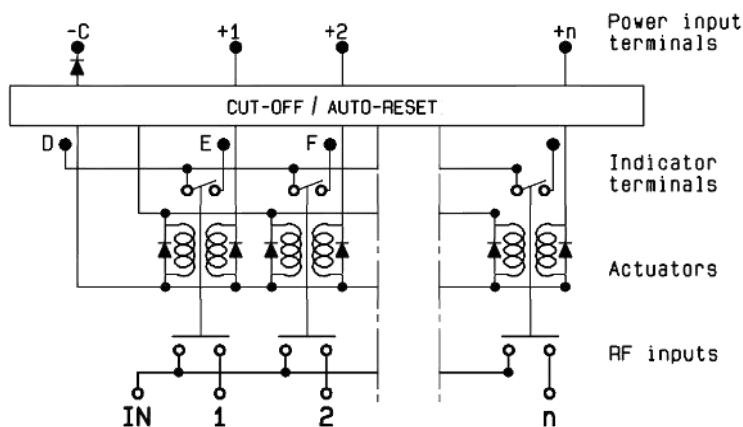 -C +1 +2 +n Power input
terminals
CUT-OFF / AUTO-RESET
D E F Indicator
terminals
Actuators
RF inputs
IN 1 2 n